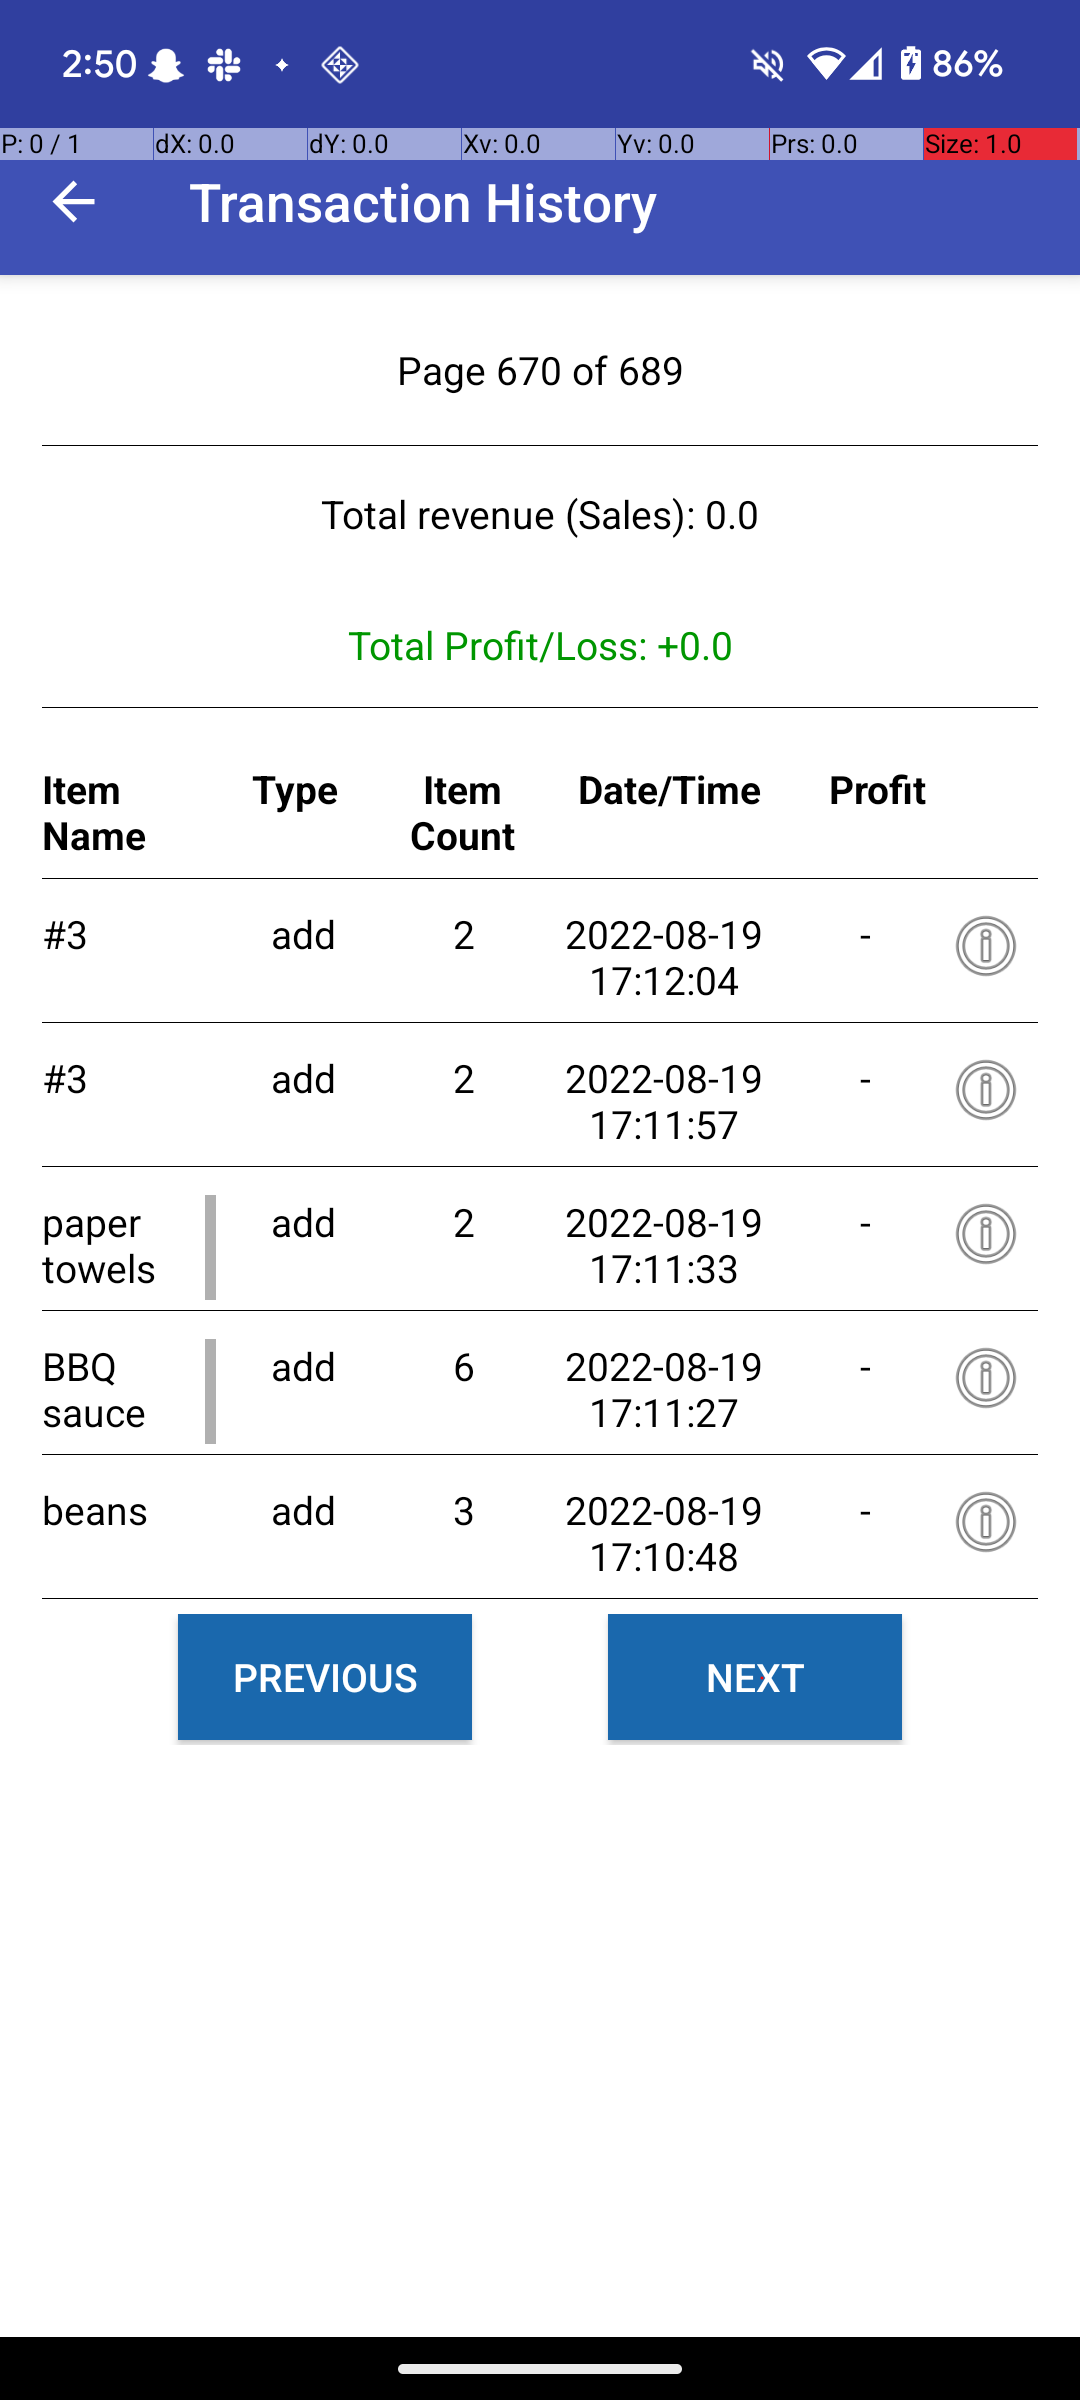 2:50 86%
P: 0 / 1 dX: 0.0 dY: 0.0 Xv: 0.0 Yv: 0.0 Prs: 0.0 Size: 1.0
Transaction History
Page 670 of 689
Total revenue (Sales): 0.0
Total Profit/Loss: +0.0
Item Type Item Date/Time Profit
Name Count
#3 add 2 2022-08-19 -
17:12:04
#3 add 2 2022-08-19 -
17:11:57
paper add 2 2022-08-19 -
towels 17:11:33
BBQ add 6 2022-08-19 -
sauce 17:11:27
beans add 3 2022-08-19 -
17:10:48
PREVIOUS NEXT